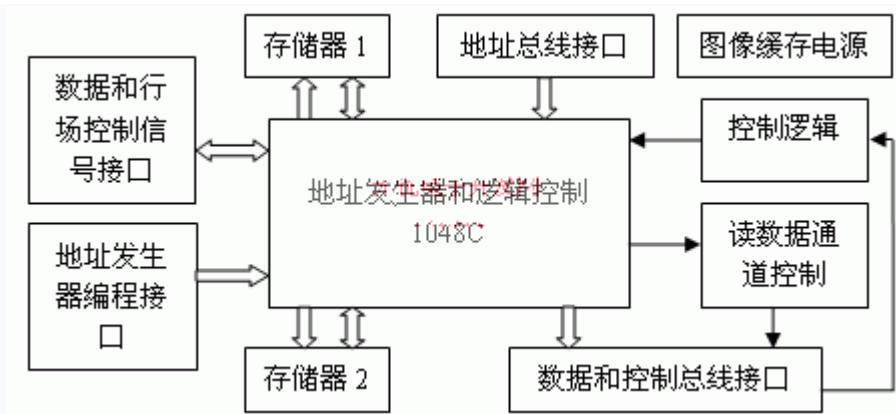 存储器 1
地址总线接口
图像缓存电源
数据和行
场控制信
号接口
控制逻辑
地址发生器和逻辑控制
1048C
地址发生
器编程接
口
读数据通
道控制
存储器 2
数据和控制总线接口